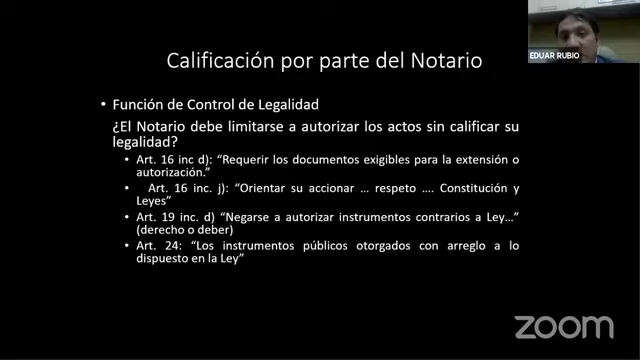 EDUAR RUBIO
Calificación por parte del Notario
• Función de Control de Legalidad
¿El Notario debe limitarse a autorizar los actos sin calificar su
legalidad?
• Art. 16 inc d): “Requerir los documentos exigibles para la extensión o
autorización.”
• Art. 16 inc. j): “Orientar su accionar … respeto …. Constitución y
Leyes”
• Art. 19 inc. d) “Negarse a autorizar instrumentos contrarios a Ley…”
(derecho o deber)
• Art. 24: “Los instrumentos públicos otorgados con arreglo a lo
dispuesto en la Ley”
zoom